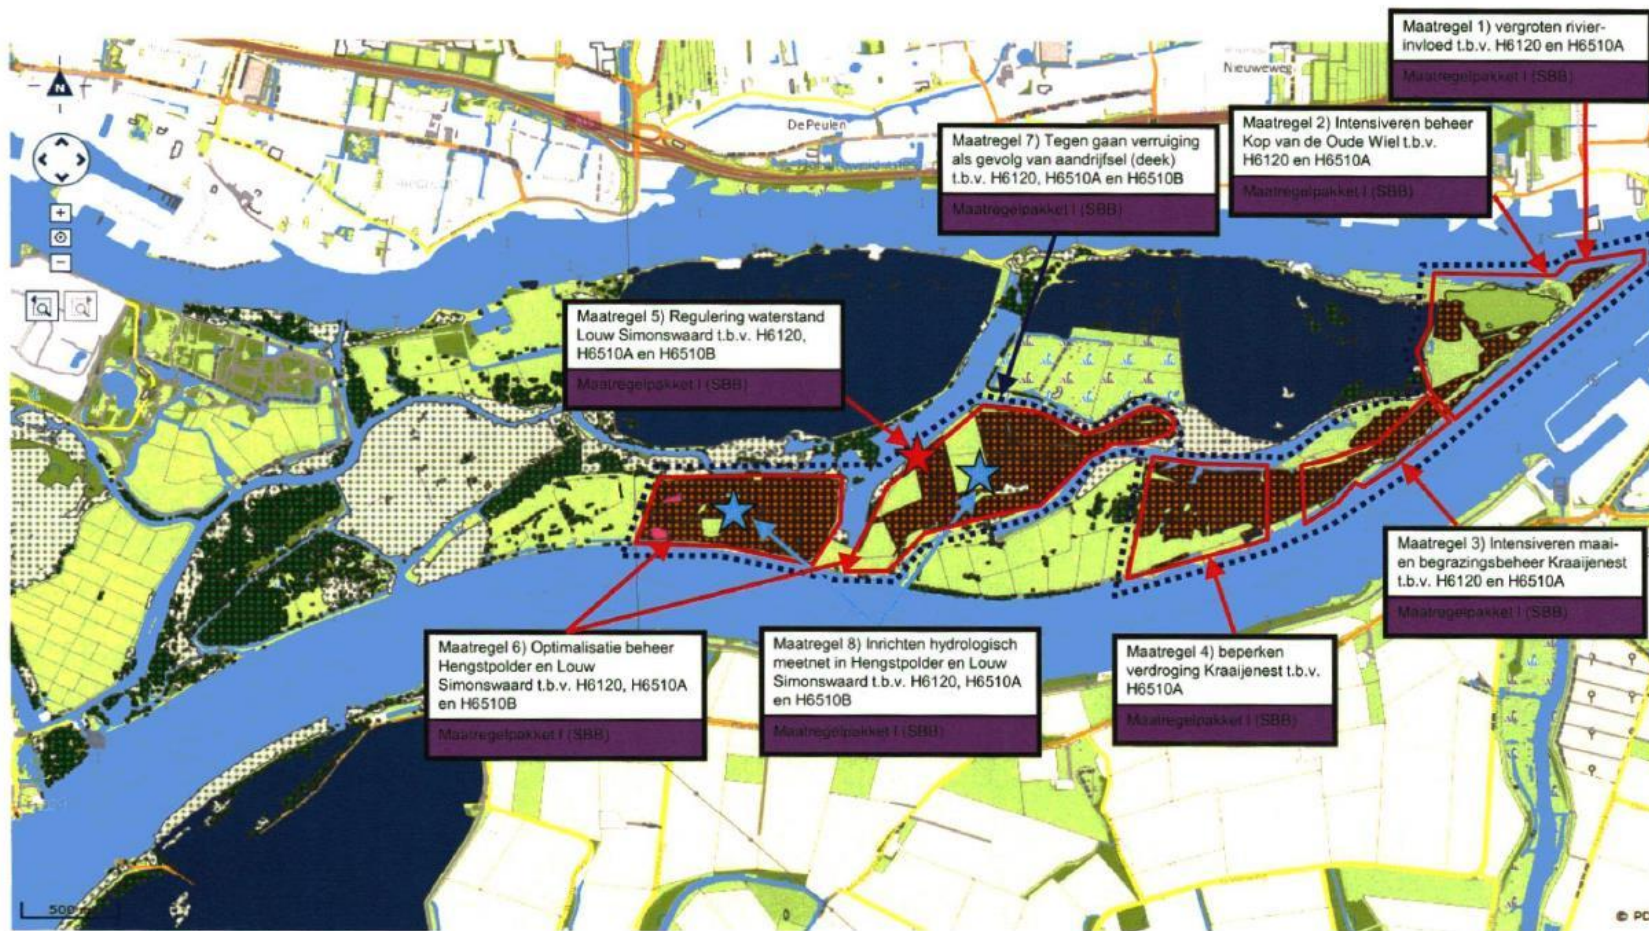 Maatregel 1) vergroten rivier-
invloed t.b.v. H6120 en H6510A
Maatregelpakket I (SBB)
Nieuweweg
Maatregel 2) Intensiveren beheer
Kop van de Oude Wiel t.b.v.
H6120 en H6510A
Maatregelpakket I (SBB)
De Peulen
Maatregel 7) Tegen gaan verruiging
als gevolg van aandrijfsel (deek)
t.b.v. H6120, H6510A en H6510B
Maatregelpakket I (SBB)
N
Maatregel 5) Regulering waterstand
Louw Simonswaard t.b.v. H6120,
H6510A en H6510B
Maatregelpakket I (SBB)
Maatregel 3) Intensiveren maai-
en begrazingsbeheer Kraaijenest
t.b.v. H6120 en H6510A
Maatregelpakket I (SBB)
Maatregel 6) Optimalisatie beheer
Hengstpolder en Louw
Simonswaard t.b.v. H6120, H6510A
en H6510B
Maatregelpakket I (SBB)
Maatregel 8) Inrichten hydrologisch
meetnet in Hengstpolder en Louw
Simonswaard t.b.v. H6120, H6510A
en H6510B
Maatregelpakket I (SBB)
Maatregel 4) beperken
verdroging Kraaijenest t.b.v.
H6510A
Maatregelpakket I (SBB)
500
© PD